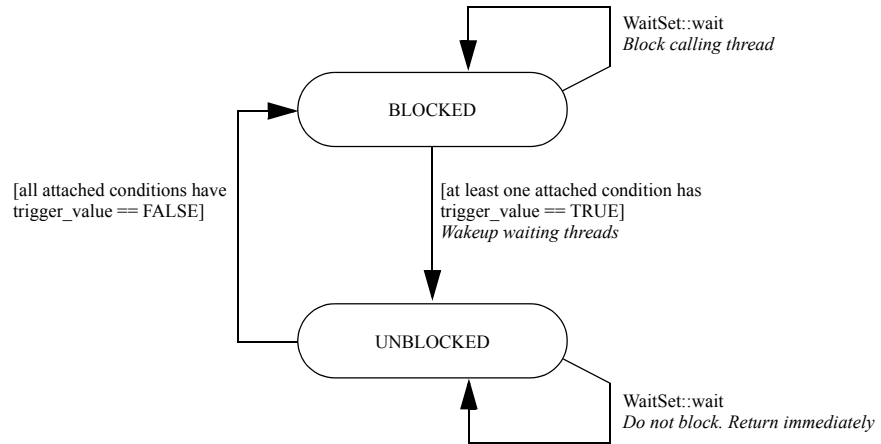 WaitSet::wait
Block calling thread
BLOCKED
[all attached conditions have
trigger_value == FALSE]
[at least one attached condition has
trigger_value == TRUE]
Wakeup waiting threads
UNBLOCKED
WaitSet::wait
Do not block. Return immediately